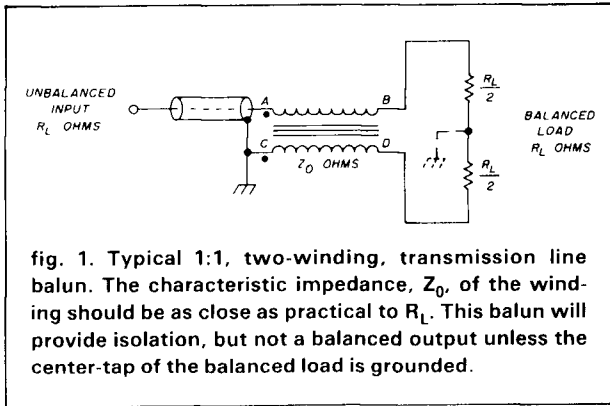 UNBALANCED
INPUT
R_L OHMS
A
B
C
D
Z_O OHMS
R_L
2
R_L
2
BALANCED
LOAD
R_L OHMS
fig. 1. Typical 1:1, two-winding, transmission line
balun. The characteristic impedance, Z_0, of the wind-
ing should be as close as practical to R_L. This balun will
provide isolation, but not a balanced output unless the
center-tap of the balanced load is grounded.